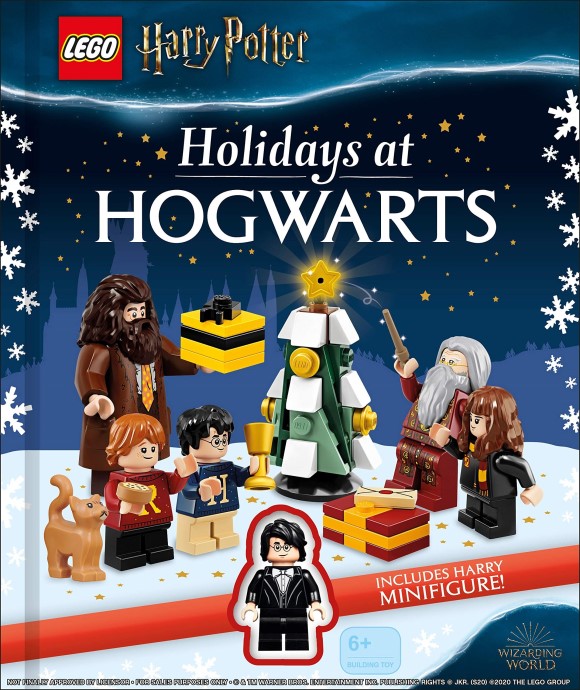 LEGO Harry Potter
Holidays at
HOGWARTS
H
INCLUDES HARRY
MINIFIGURE!
6+
BUILDING TOY
WIZARDING
WORLD
NOT FINALLY APPROVED BY LICENSOR • FOR SALES PURPOSES ONLY • © & TM WARNER BROS. ENTERTAINMENT INC. PUBLISHING RIGHTS © JKR. (S20) ©2020 THE LEGO GROUP